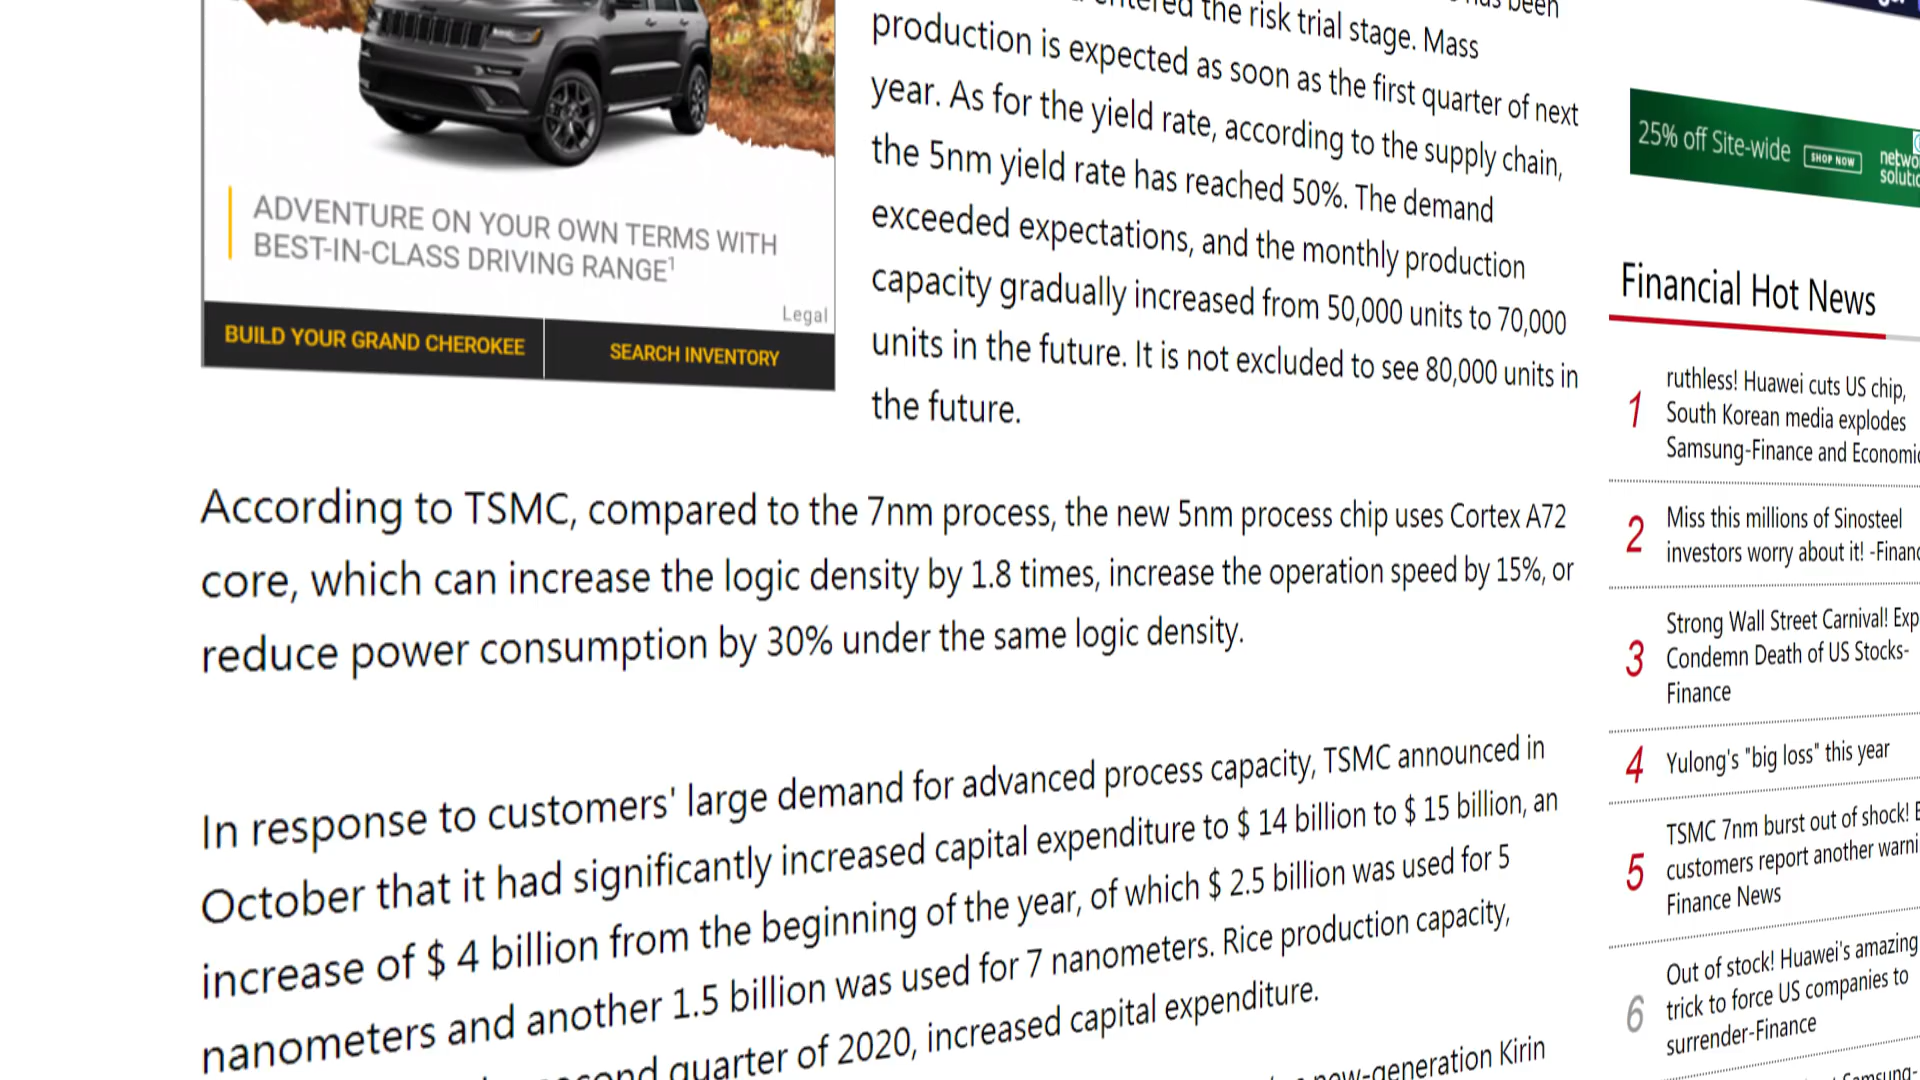 been
entered the risk trial stage. Mass
production is expected as soon as the first quarter of next
year. As for the yield rate, according to the supply chain,
the 5nm yield rate has reached 50%. The demand
exceeded expectations, and the monthly production
capacity gradually increased from 50,000 units to 70,000
units in the future. It is not excluded to see 80,000 units in
the future.
ADVENTURE ON YOUR OWN TERMS WITH
BEST-IN-CLASS DRIVING RANGE¹
Legal
BUILD YOUR GRAND CHEROKEE
SEARCH INVENTORY
According to TSMC, compared to the 7nm process, the new 5nm process chip uses Cortex A72
core, which can increase the logic density by 1.8 times, increase the operation speed by 15%, or
reduce power consumption by 30% under the same logic density.
In response to customers' large demand for advanced process capacity, TSMC announced in
October that it had significantly increased capital expenditure to $ 14 billion to $ 15 billion, an
increase of $ 4 billion from the beginning of the year, of which $ 2.5 billion was used for 5
nanometers and another 1.5 billion was used for 7 nanometers. Rice production capacity,
second quarter of 2020, increased capital expenditure.
new-generation Kirin
25% off Site-wide
SHOP NOW
netwo
solutio
Financial Hot News
1
ruthless! Huawei cuts US chip,
South Korean media explodes
Samsung-Finance and Economic
2
Miss this millions of Sinosteel
investors worry about it! -Financ
3
Strong Wall Street Carnival! Exp
Condemn Death of US Stocks-
Finance
4
Yulong's "big loss" this year
5
TSMC 7nm burst out of shock! E
customers report another warni
Finance News
6
Out of stock! Huawei's amazing
trick to force US companies to
surrender-Finance
Samsung-